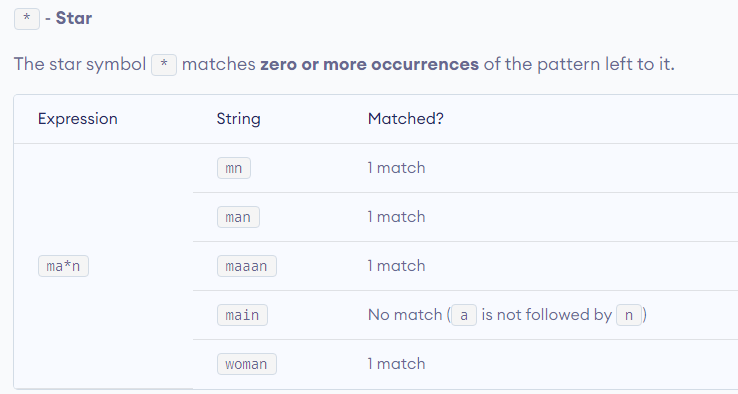 * - Star
The star symbol * matches zero or more occurrences of the pattern left to it.
Expression String Matched?
mn 1 match
man 1 match
ma*n maaan 1 match
main No match ( a is not followed by n )
woman 1 match